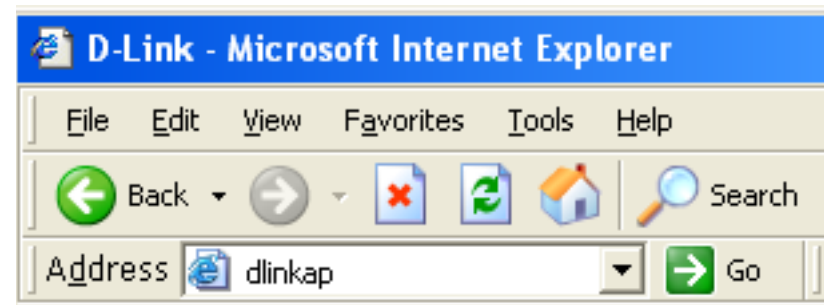 D-Link - Microsoft Internet Explorer
File Edit View Favorites Tools Help
Back Search
Address dlinkap Go